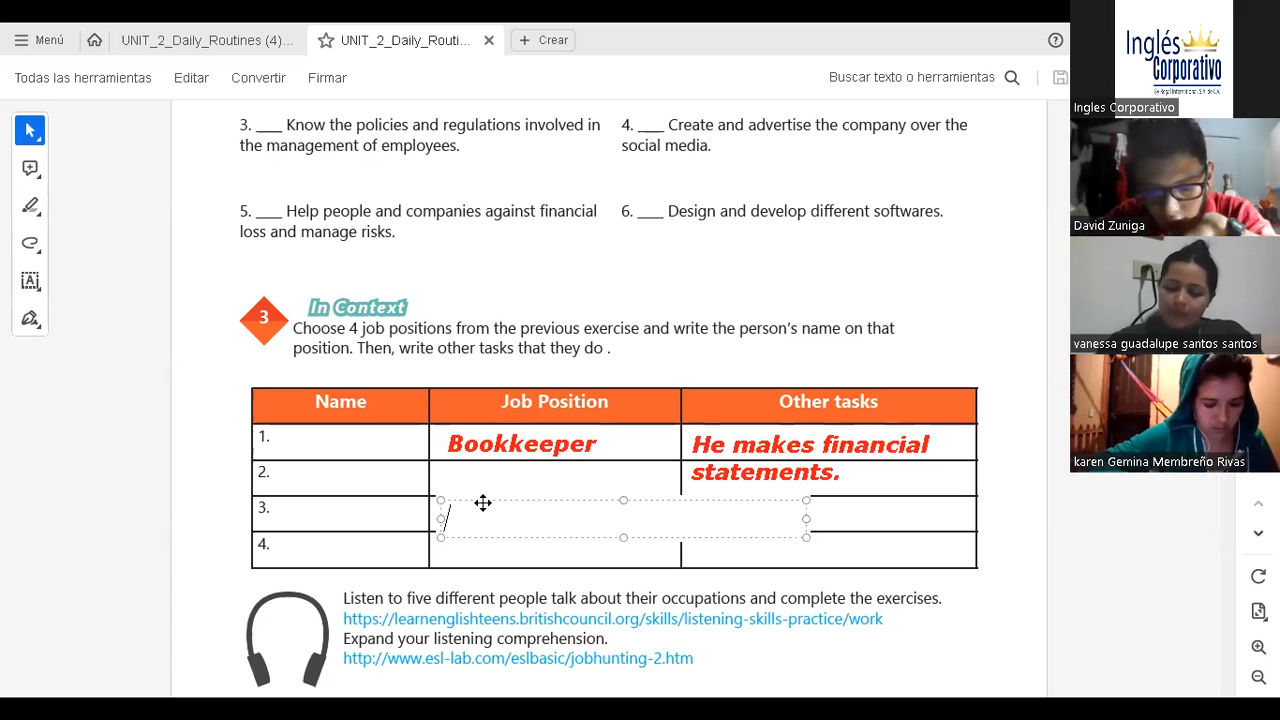 Menú
UNIT_2_Daily_Routines (4)...
UNIT_2_Daily_Routi...
Crear
Todas las herramientas
Editar
Convertir
Firmar
Buscar texto o herramientas
3. ___ Know the policies and regulations involved in
the management of employees.
4. ___ Create and advertise the company over the
social media.
5. ___ Help people and companies against financial
loss and manage risks.
6. ___ Design and develop different softwares.
3
In Context
Choose 4 job positions from the previous exercise and write the person's name on that
position. Then, write other tasks that they do .
Name Job Position Other tasks
1. Bookkeeper He makes financial
2. statements.
3.
4.
Listen to five different people talk about their occupations and complete the exercises.
https://learnenglishteens.britishcouncil.org/skills/listening-skills-practice/work
Expand your listening comprehension.
http://www.esl-lab.com/eslbasic/jobhunting-2.htm
Inglés
Corporativo
By Regal International S.A. de C.V.
Ingles Corporativo
David Zuniga
vanessa guadalupe santos santos
karen Gemina Membreño Rivas